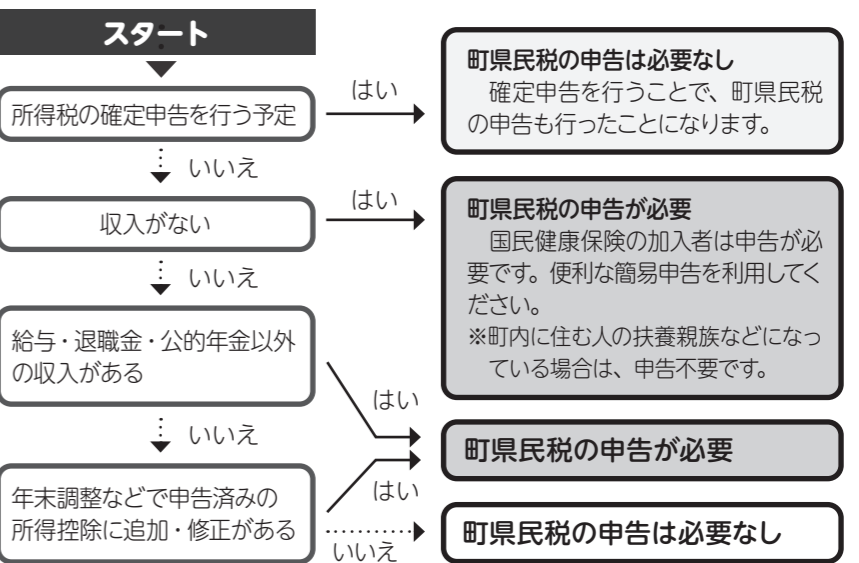 スタート
所得税の確定申告を行う予定
はい
町県民税の申告は必要なし
確定申告を行うことで、町県民税
の申告も行ったことになります。
いいえ
収入がない
はい
町県民税の申告が必要
国民健康保険の加入者は申告が必
要です。便利な簡易申告を利用してく
ださい。
※町内に住む人の扶養親族などになっ
ている場合は、申告不要です。
いいえ
給与・退職金・公的年金以外
の収入がある
はい
町県民税の申告が必要
いいえ
年末調整などで申告済みの
所得控除に追加・修正がある
はい
いいえ
町県民税の申告は必要なし